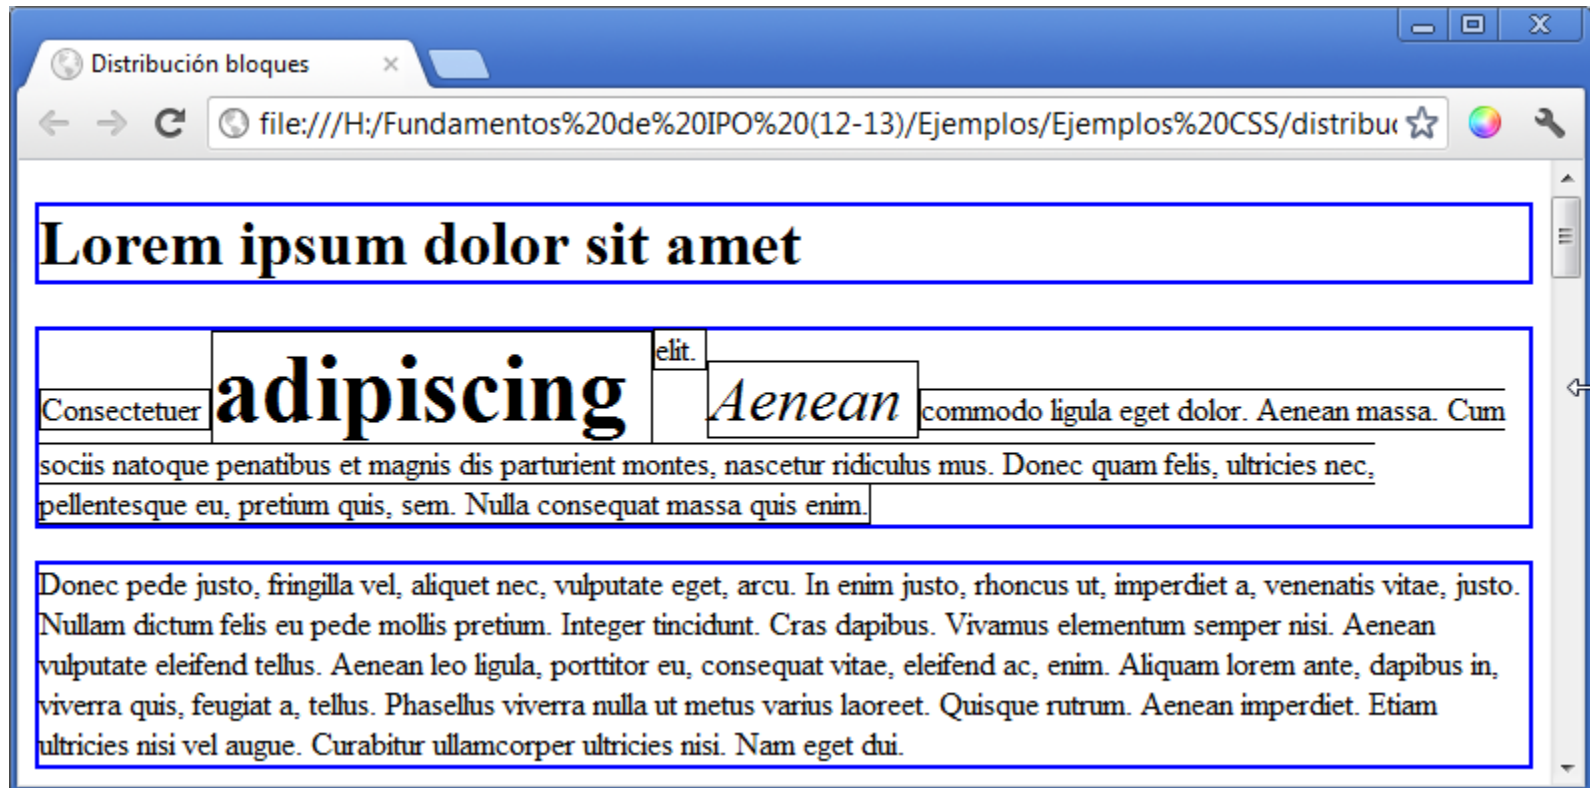 Distribución bloques
file:///H:/Fundamentos%20de%20IPO%20(12-13)/Ejemplos/Ejemplos%20CSS/distribu
Lorem ipsum dolor sit amet
Consectetuer adipiscing elit. Aenean commodo ligula eget dolor. Aenean massa. Cum
sociis natoque penatibus et magnis dis parturient montes, nascetur ridiculus mus. Donec quam felis, ultricies nec,
pellentesque eu, pretium quis, sem. Nulla consequat massa quis enim.
Donec pede justo, fringilla vel, aliquet nec, vulputate eget, arcu. In enim justo, rhoncus ut, imperdiet a, venenatis vitae, justo.
Nullam dictum felis eu pede mollis pretium. Integer tincidunt. Cras dapibus. Vivamus elementum semper nisi. Aenean
vulputate eleifend tellus. Aenean leo ligula, porttitor eu, consequat vitae, eleifend ac, enim. Aliquam lorem ante, dapibus in,
viverra quis, feugiat a, tellus. Phasellus viverra nulla ut metus varius laoreet. Quisque rutrum. Aenean imperdiet. Etiam
ultricies nisi vel augue. Curabitur ullamcorper ultricies nisi. Nam eget dui.